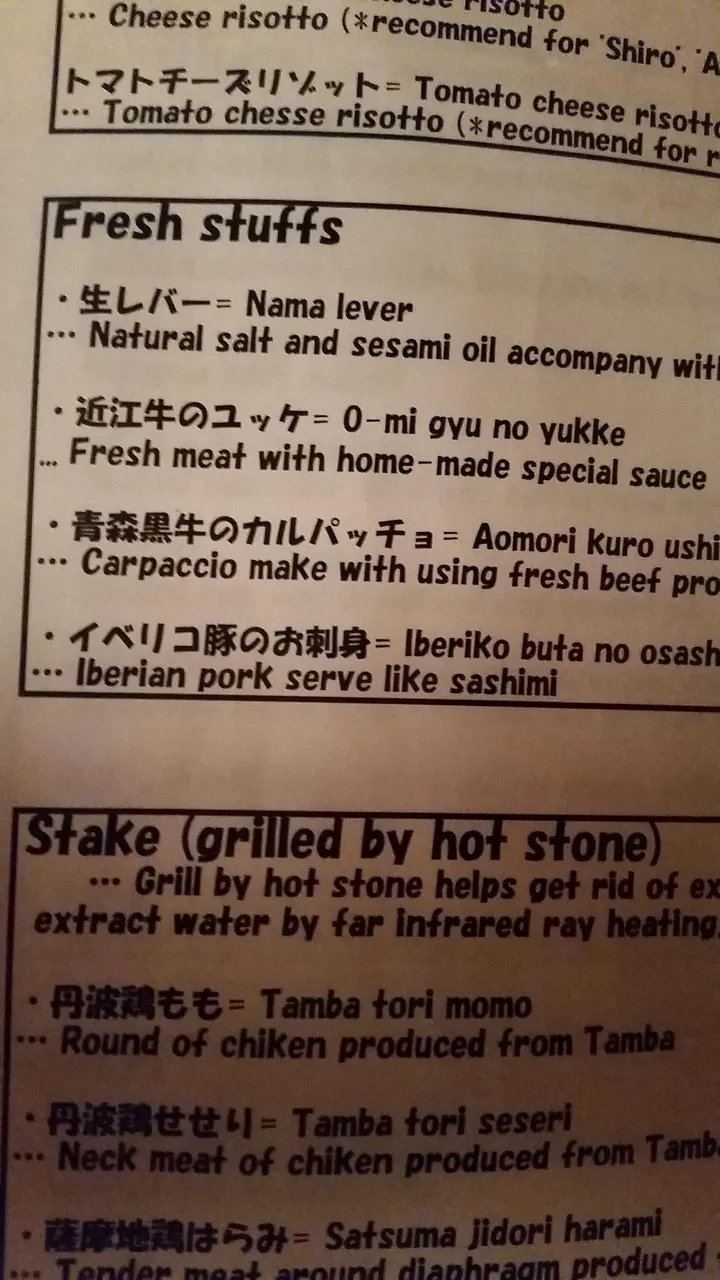 risotto
… Cheese risotto (*recommend for 'Shiro', 'A
トマトチーズリゾット= Tomato cheese risotto
… Tomato chesse risotto (*recommend for r
Fresh stuffs
・生レバー= Nama lever
… Natural salt and sesami oil accompany with
・近江牛のユッケ= O-mi gyu no yukke
… Fresh meat with home-made special sauce
・青森黒牛のカルパッチョ= Aomori kuro ushi
… Carpaccio make with using fresh beef pro
・イベリコ豚のお刺身= Iberiko buta no osash
… Iberian pork serve like sashimi
Stake (grilled by hot stone)
… Grill by hot stone helps get rid of ex
extract water by far infrared ray heating.
・丹波鶏もも= Tamba tori momo
… Round of chiken produced from Tamba
・丹波鶏せせり= Tamba tori seseri
… Neck meat of chiken produced from Tamb
・薩摩地鶏はらみ= Satsuma jidori harami
… Tender meat around diaphragm produced